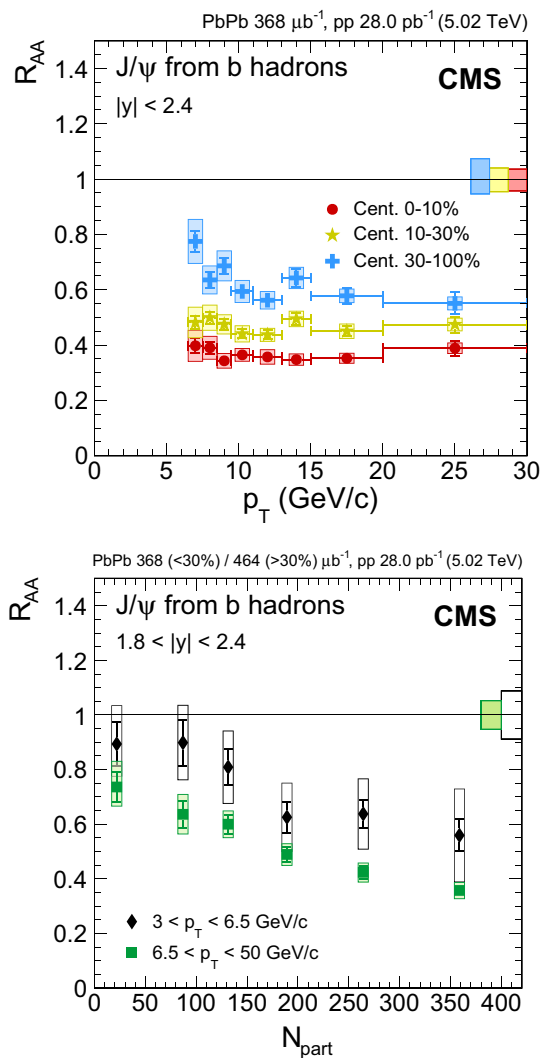 PbPb 368 μb⁻¹, pp 28.0 pb⁻¹ (5.02 TeV)
R_AA
J/ψ from b hadrons
CMS
|y| < 2.4
Cent. 0-10%
Cent. 10-30%
Cent. 30-100%
1.4
1.2
1
0.8
0.6
0.4
0.2
0
0 5 10 15 20 25 30
p_T (GeV/c)
PbPb 368 (<30%) / 464 (>30%) μb⁻¹, pp 28.0 pb⁻¹ (5.02 TeV)
R_AA
J/ψ from b hadrons
CMS
1.8 < |y| < 2.4
1.4
1.2
1
0.8
0.6
0.4
0.2
0
3 < p_T < 6.5 GeV/c
6.5 < p_T < 50 GeV/c
0 50 100 150 200 250 300 350 400
N_part